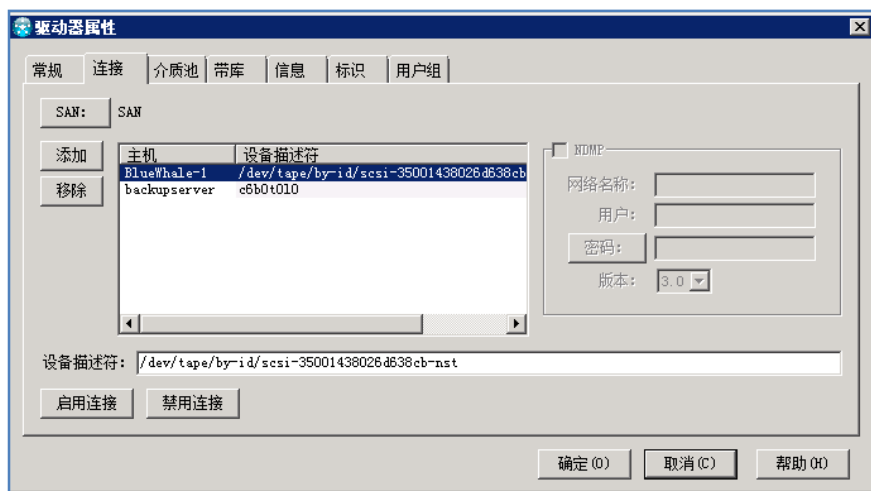 驱动器属性
常规 连接 介质池 带库 信息 标识 用户组
SAN: SAN
添加
移除
主机 设备描述符
BlueWhale-1 /dev/tape/by-id/scsi-35001438026d638cb
backupserver c6b0t0l0
NDMP
网络名称:
用户:
密码:
版本: 3.0
设备描述符: /dev/tape/by-id/scsi-35001438026d638cb-nst
启用连接 禁用连接
确定(O) 取消(C) 帮助(H)